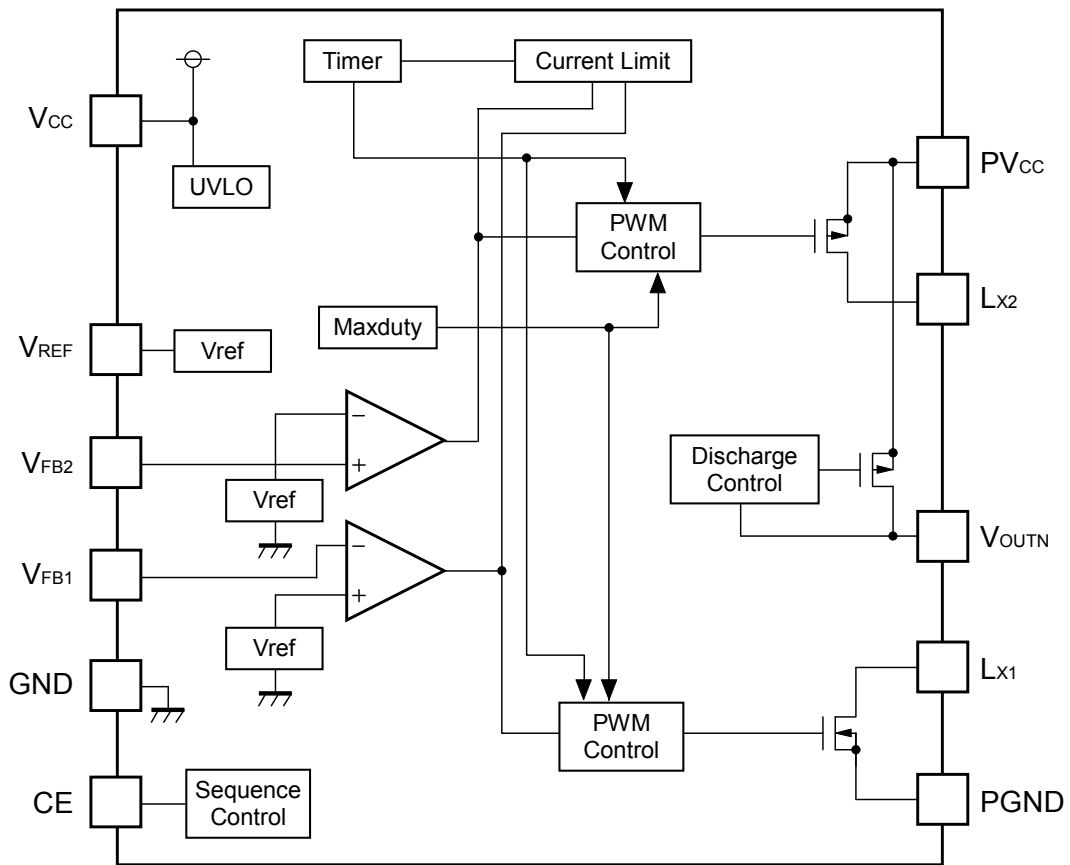 Timer
Current Limit
VCC
UVLO
PVCC
PWM
Control
LX2
Maxduty
VREF
Vref
−
+
VFB2
Vref
Discharge
Control
VOUTN
−
+
VFB1
Vref
GND
LX1
PWM
Control
CE
Sequence
Control
PGND